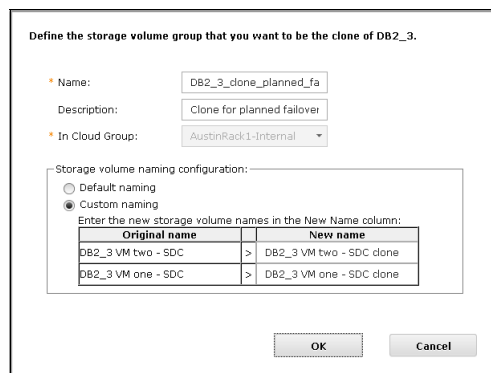 Define the storage volume group that you want to be the clone of DB2_3.
* Name: DB2_3_clone_planned_fa
Description: Clone for planned failover
* In Cloud Group: AustinRack1-Internal
Storage volume naming configuration:
Default naming
Custom naming
Enter the new storage volume names in the New Name column:
Original name New name
DB2_3 VM two - SDC > DB2_3 VM two - SDC clone
DB2_3 VM one - SDC > DB2_3 VM one - SDC clone
OK Cancel